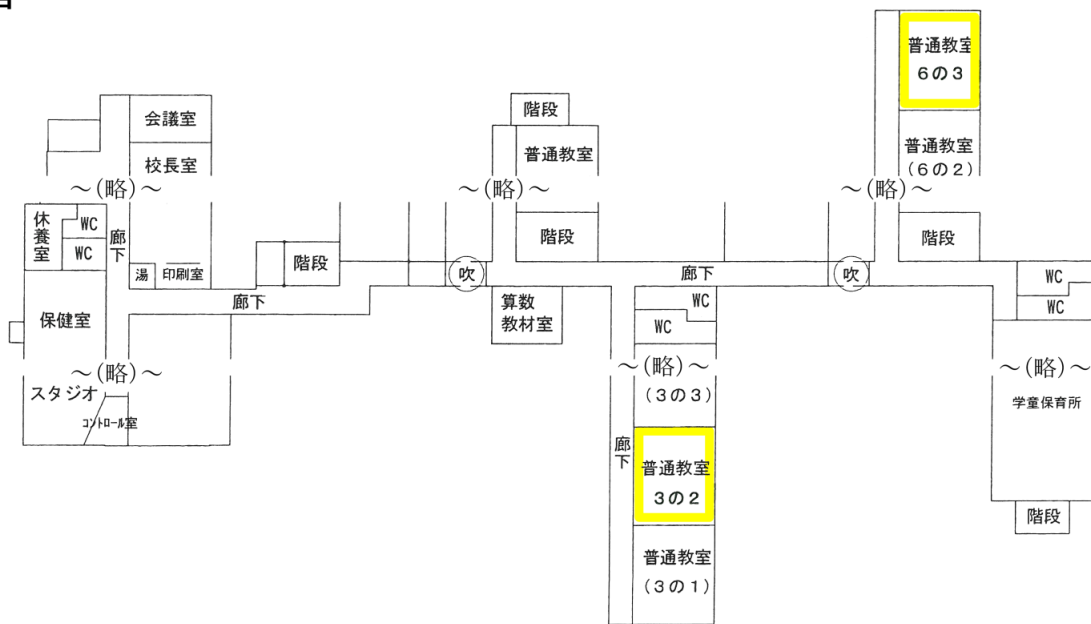 普通教室
6の3
普通教室
(6の2)
～(略)～
階段
会議室
校長室
～(略)～
休養室
WC
WC
廊下
湯
印刷室
階段
廊下
保健室
～(略)～
スタジオ
コントロール室
階段
普通教室
～(略)～
階段
吹
廊下
吹
算数
教材室
WC
WC
～(略)～
(3の3)
廊下
普通教室
3の2
普通教室
(3の1)
WC
WC
～(略)～
学童保育所
階段